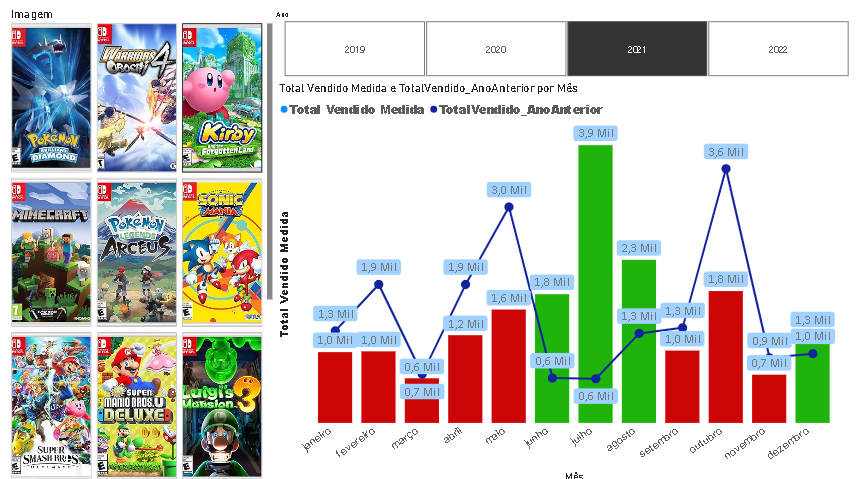 Imagem
Pokémon
BRILLIANT
DIAMOND
WARRIORS
OROCHI 4
Kirby
and the
Forgotten Land
MINECRAFT
Pokémon
LEGENDS
ARCEUS
SONIC
MANIA
SUPER
SMASH BROS.
ULTIMATE
NEW
SUPER
MARIO BROS. U
DELUXE
Luigi's
Mansion 3
Ano
2019
2020
2021
2022
Total Vendido Medida e TotalVendido_AnoAnterior por Mês
Total Vendido Medida TotalVendido_AnoAnterior
Total Vendido Medida
1,3 Mil
1,0 Mil
1,9 Mil
1,0 Mil
0,6 Mil
0,7 Mil
1,9 Mil
1,2 Mil
3,0 Mil
1,6 Mil
1,8 Mil
0,6 Mil
3,9 Mil
0,6 Mil
2,3 Mil
1,3 Mil
1,3 Mil
1,0 Mil
3,6 Mil
1,8 Mil
0,9 Mil
0,7 Mil
1,3 Mil
1,0 Mil
janeiro
fevereiro
março
abril
maio
junho
julho
agosto
setembro
outubro
novembro
dezembro
Mês